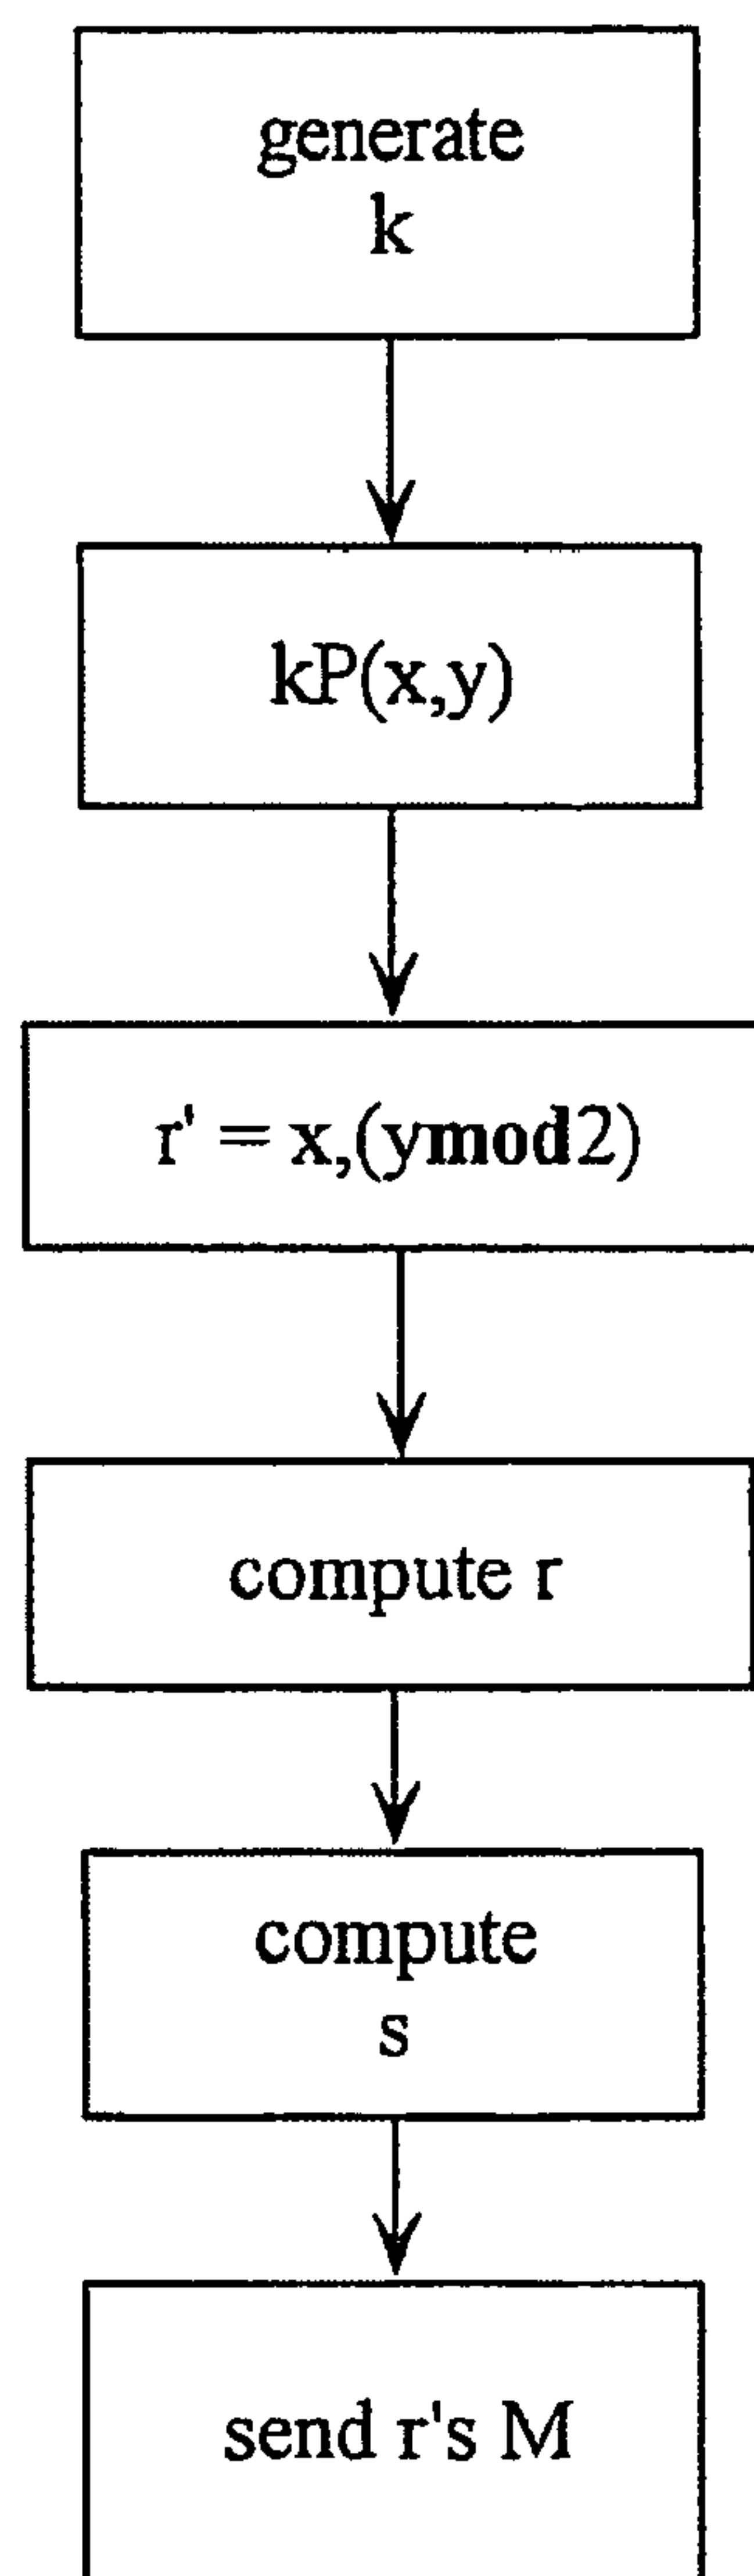 generate
k
kP(x,y)
r' = x,(ymod2)
compute r
compute
s
send r's M